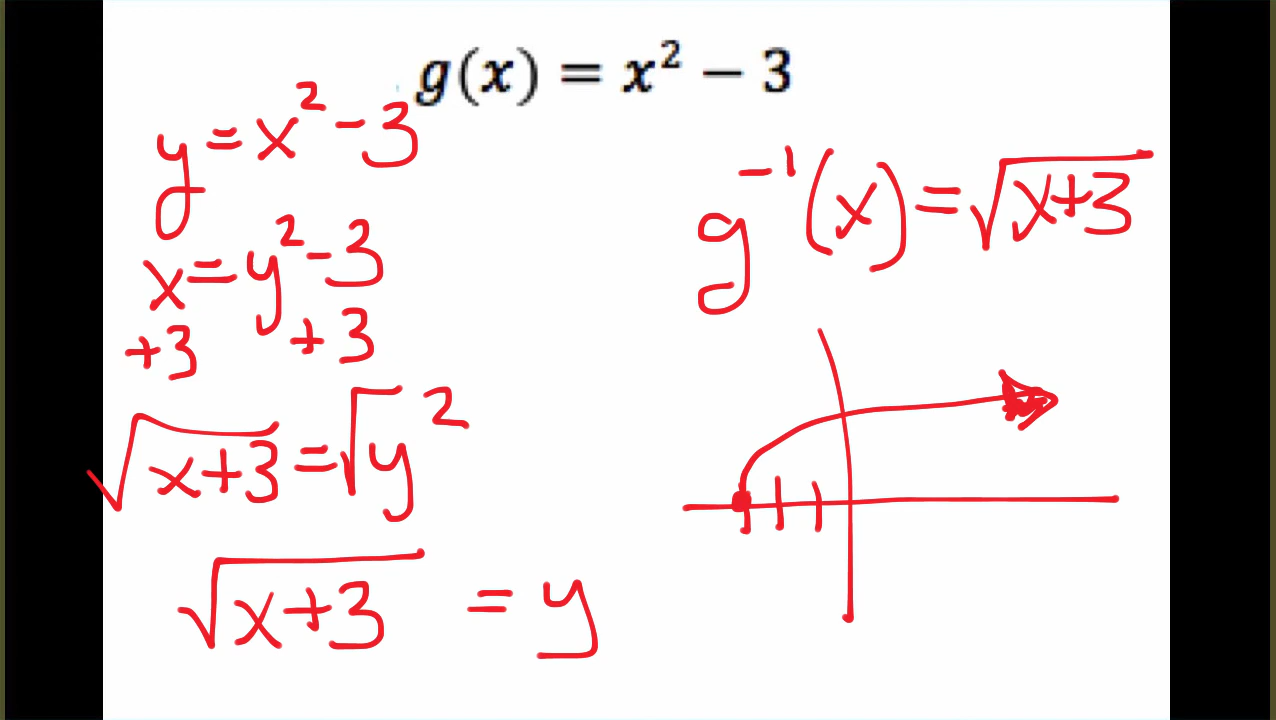 g(x) = x² − 3
y = x² - 3
x = y² - 3
+3 +3
√(x+3) = √y²
√(x+3) = y
g⁻¹(x) = √(x+3)